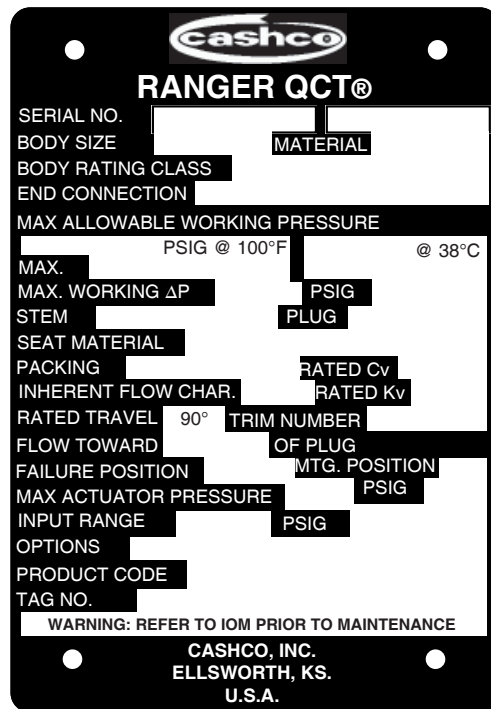 cashco
RANGER QCT®
SERIAL NO.
BODY SIZE MATERIAL
BODY RATING CLASS
END CONNECTION
MAX ALLOWABLE WORKING PRESSURE
PSIG @ 100°F @ 38°C
MAX.
MAX. WORKING ΔP PSIG
STEM PLUG
SEAT MATERIAL
PACKING RATED Cv
INHERENT FLOW CHAR. RATED Kv
RATED TRAVEL 90° TRIM NUMBER
FLOW TOWARD OF PLUG
FAILURE POSITION MTG. POSITION
MAX ACTUATOR PRESSURE PSIG
INPUT RANGE PSIG
OPTIONS
PRODUCT CODE
TAG NO.
WARNING: REFER TO IOM PRIOR TO MAINTENANCE
CASHCO, INC.
ELLSWORTH, KS.
U.S.A.